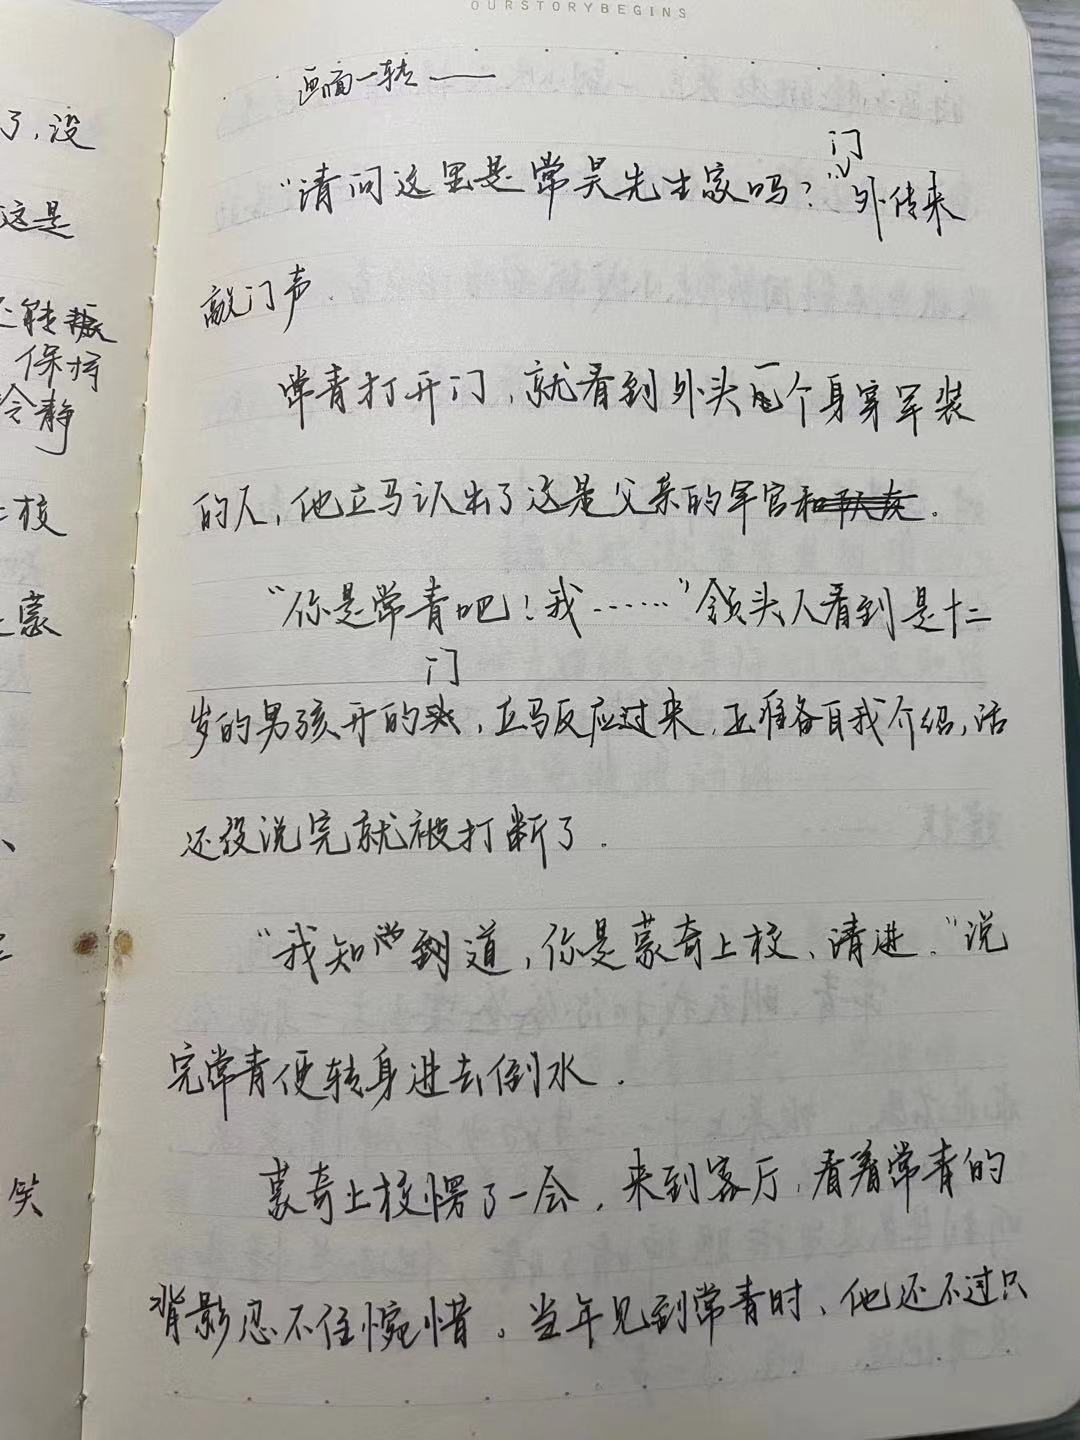 OURSTORYBEGINS
画面一转——
"请问这里是常昊先生家吗?"门外传来
敲门声.
常青打开门,就看到外头个身穿军装
的人,他立马认出了这是父亲的军官.
"你是常青吧!我……"领头人看到是十二
岁的男孩开的门,立马反应过来,正准备自我介绍,话
还没说完就被打断了.
"我知道,你是蒙奇上校、请进."说
完常青便转身进去倒水.
蒙奇上校愣了一会,来到客厅,看着常青的
背影忍不住惋惜。当年见到常青时、他还不过只
了,没
这是
还能振
保持
冷静
上校
是蒙
笑